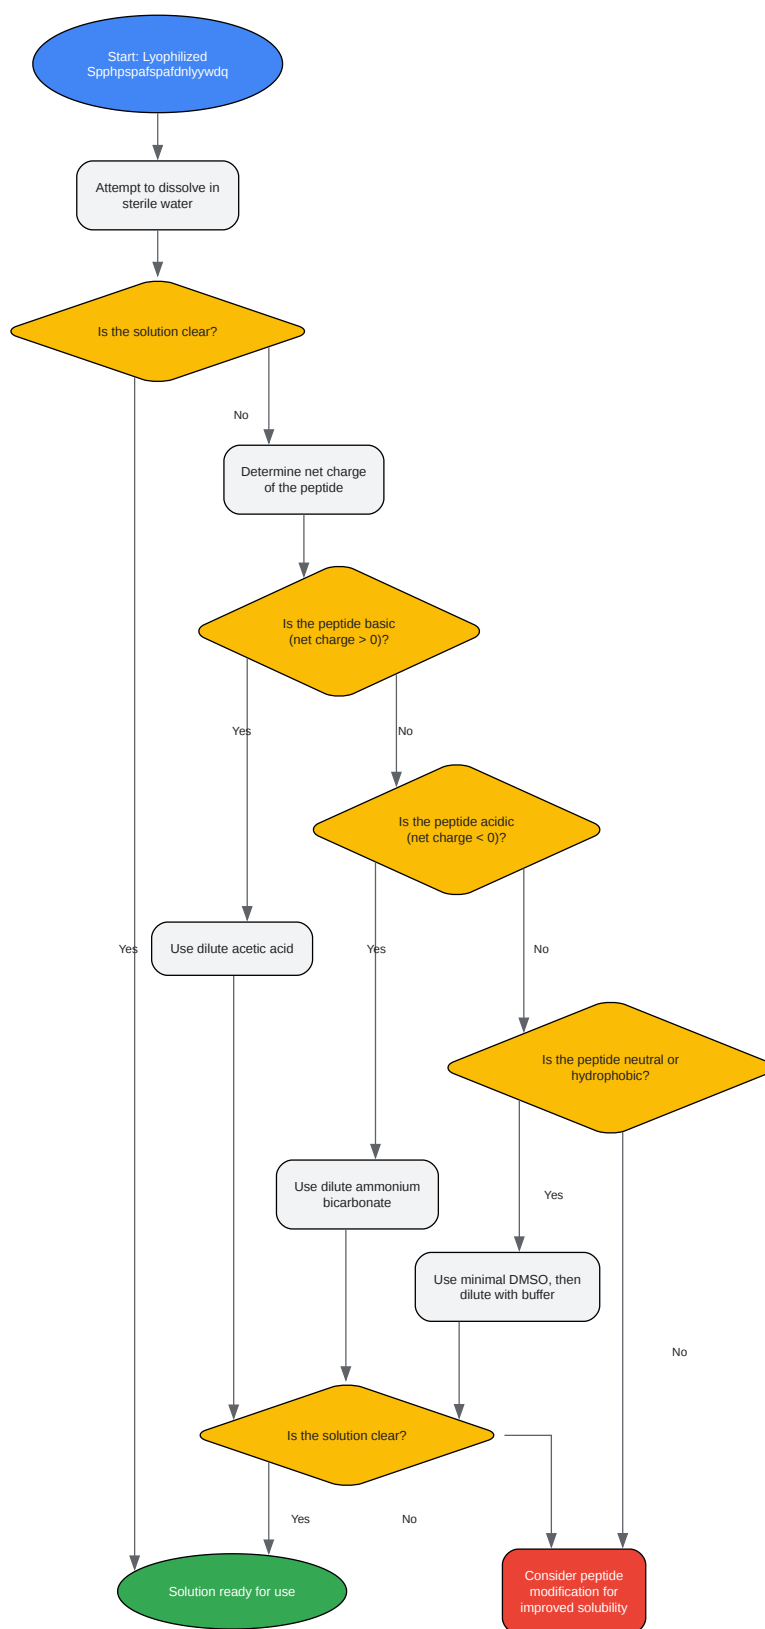 Start: Lyophilized
Spphpspafspafdnlyywdq
Attempt to dissolve in
sterile water
Is the solution clear?
No
Determine net charge
of the peptide
Is the peptide basic
(net charge > 0)?
Yes
No
Is the peptide acidic
(net charge < 0)?
Yes
Use dilute acetic acid
Yes
No
Is the peptide neutral or
hydrophobic?
Use dilute ammonium
bicarbonate
Yes
Use minimal DMSO, then
dilute with buffer
No
Is the solution clear?
Yes
No
Solution ready for use
Consider peptide
modification for
improved solubility